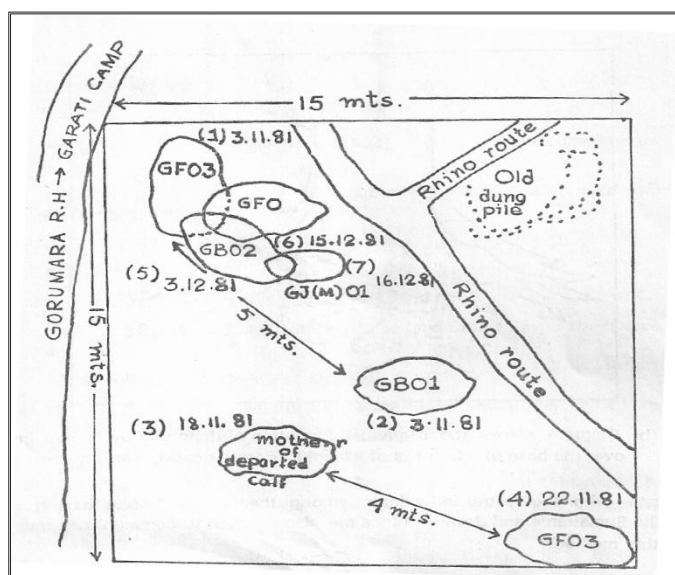 GORUMARA R.H → GARATI CAMP
15 mts.
15 mts.
(1) 3.11.81
GF03
GFO
GB02
(6) 15.12.81
(5) 3.12.81
(7)
GJ(M)01 16.12.81
5 mts.
Rhino route
Old
dung
pile
Rhino route
GB01
(2) 3.11.81
(3) 18.11.81
mother
of
departed
calf
4 mts.
(4) 22.11.81
GF03